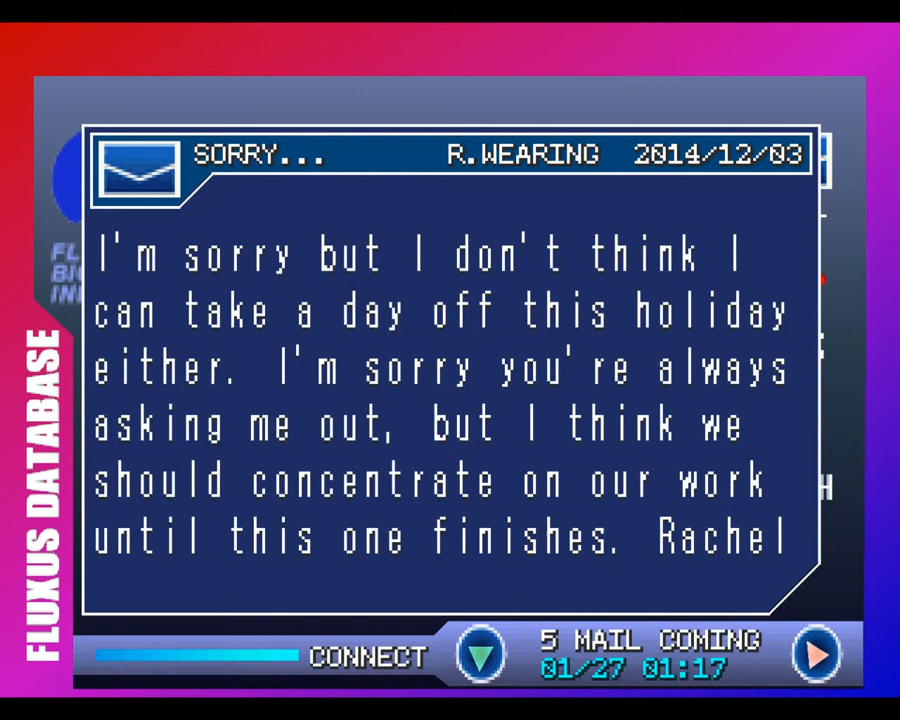 SORRY... R.WEARING 2014/12/03
I'm sorry but I don't think I
can take a day off this holiday
either. I'm sorry you're always
asking me out, but I think we
should concentrate on our work
until this one finishes. Rachel
FLUXUS DATABASE
CONNECT
5 MAIL COMING
01/27 01:17